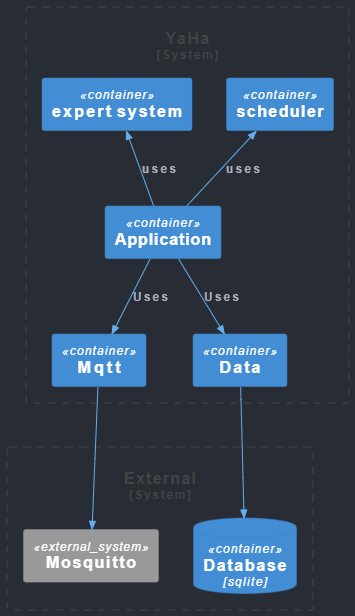 YaHa
[System]
«container»
expert system
«container»
scheduler
uses
uses
«container»
Application
Uses
Uses
«container»
Mqtt
«container»
Data
External
[System]
«external_system»
Mosquitto
«container»
Database
[sqlite]